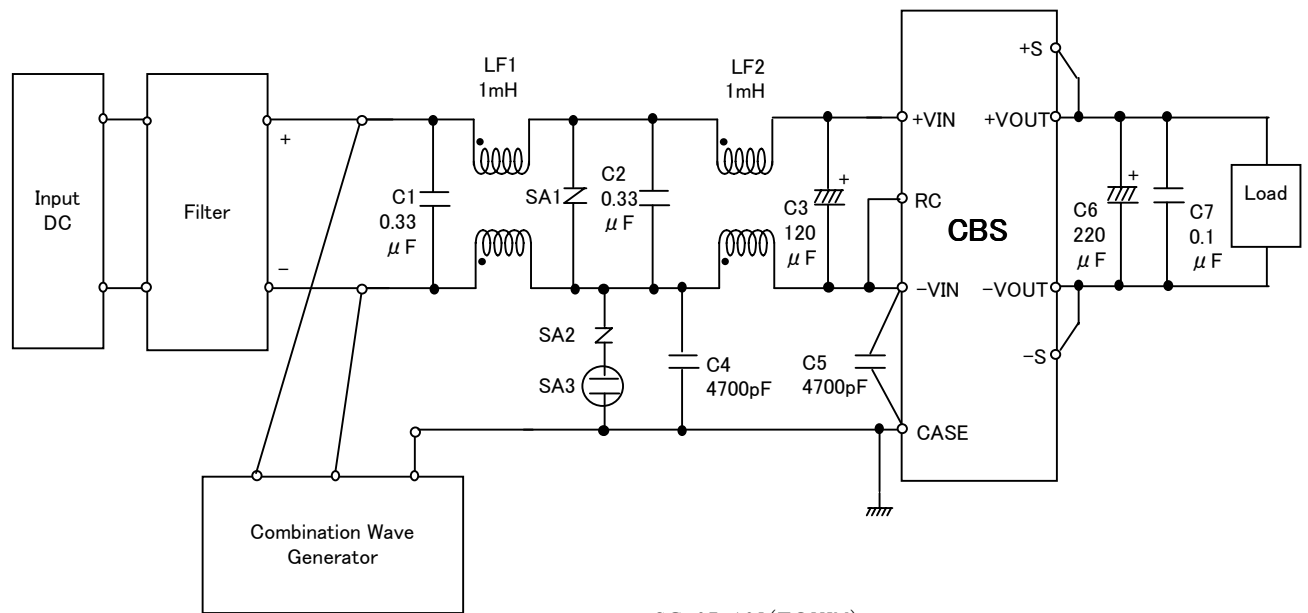 LF1
1mH
LF2
1mH
Input
DC
Filter
+
−
C1
0.33
μF
SA1
C2
0.33
μF
+
C3
120
μF
SA2
SA3
C4
4700pF
C5
4700pF
+VIN
RC
−VIN
CASE
CBS
+S
+VOUT
−VOUT
−S
+
C6
220
μF
C7
0.1
μF
Load
Combination Wave
Generator